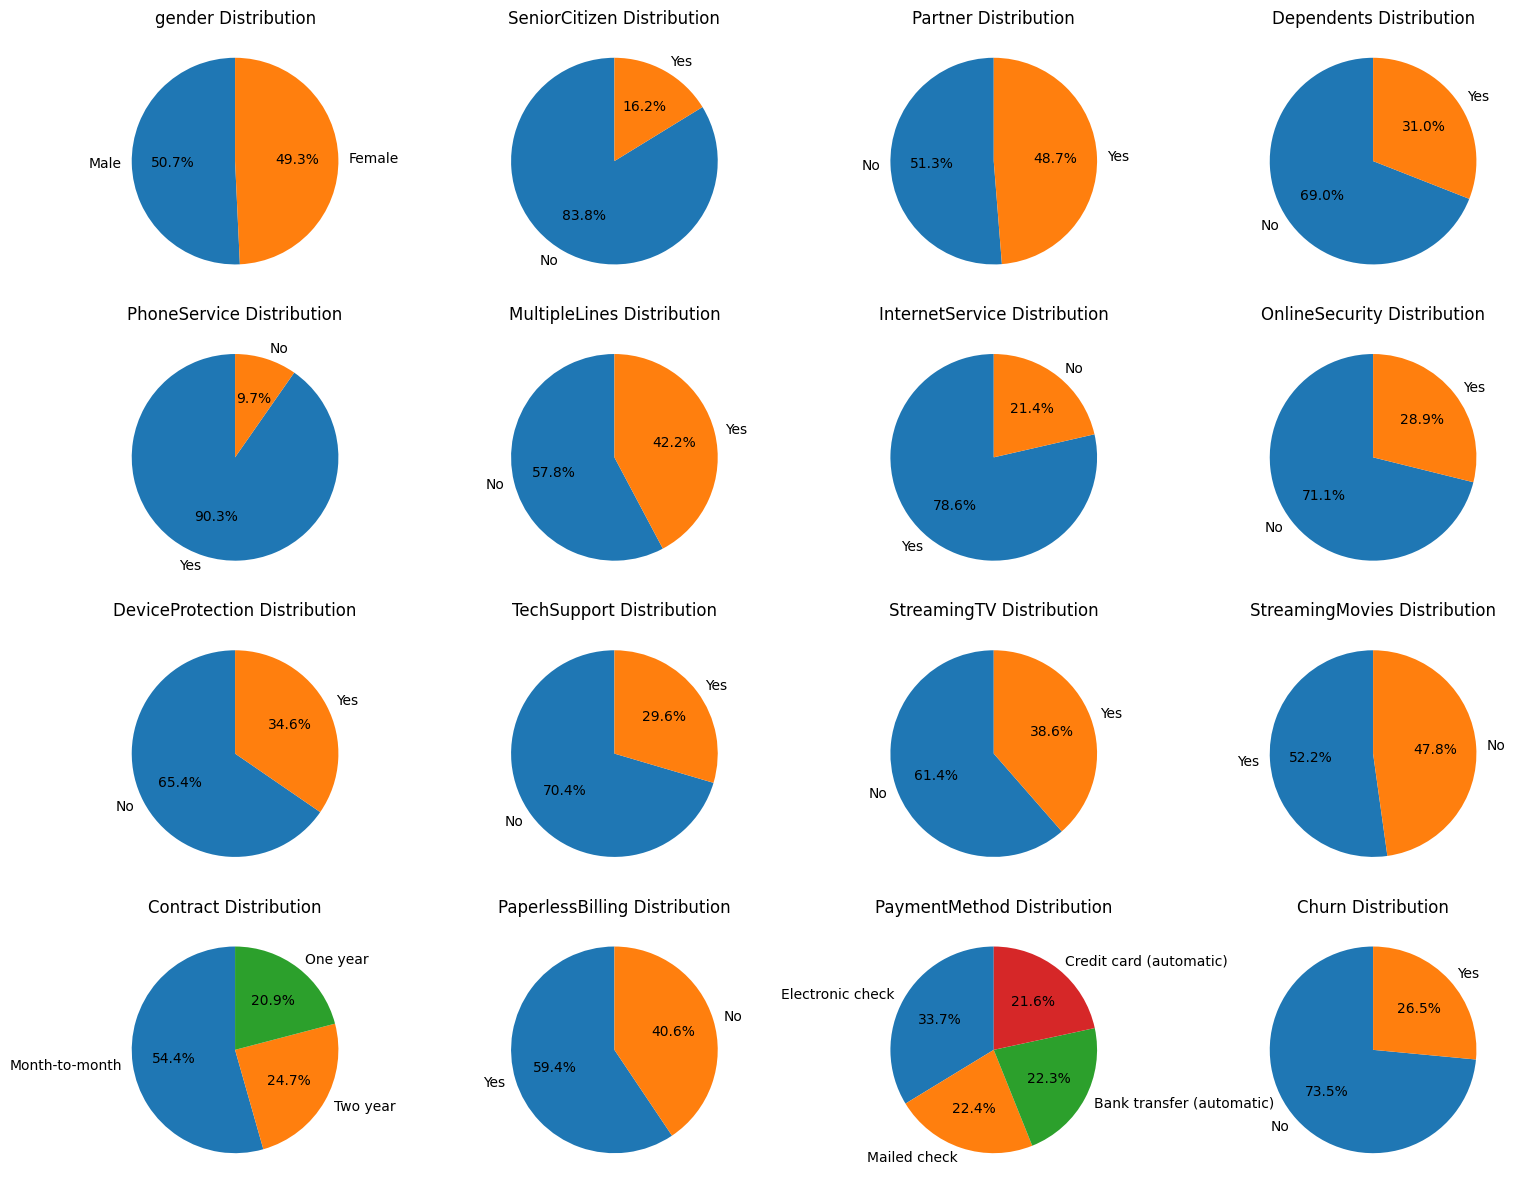 gender Distribution
Male
50.7%
49.3%
Female
SeniorCitizen Distribution
Yes
16.2%
83.8%
No
Partner Distribution
No
51.3%
48.7%
Yes
Dependents Distribution
Yes
31.0%
69.0%
No
PhoneService Distribution
No
9.7%
90.3%
Yes
MultipleLines Distribution
Yes
42.2%
57.8%
No
InternetService Distribution
No
21.4%
78.6%
Yes
OnlineSecurity Distribution
Yes
28.9%
71.1%
No
DeviceProtection Distribution
Yes
34.6%
65.4%
No
TechSupport Distribution
Yes
29.6%
70.4%
No
StreamingTV Distribution
Yes
38.6%
61.4%
No
StreamingMovies Distribution
No
47.8%
52.2%
Yes
Contract Distribution
One year
20.9%
54.4%
Month-to-month
24.7%
Two year
PaperlessBilling Distribution
No
40.6%
59.4%
Yes
PaymentMethod Distribution
Credit card (automatic)
21.6%
Electronic check
33.7%
22.3%
Bank transfer (automatic)
22.4%
Mailed check
Churn Distribution
Yes
26.5%
73.5%
No